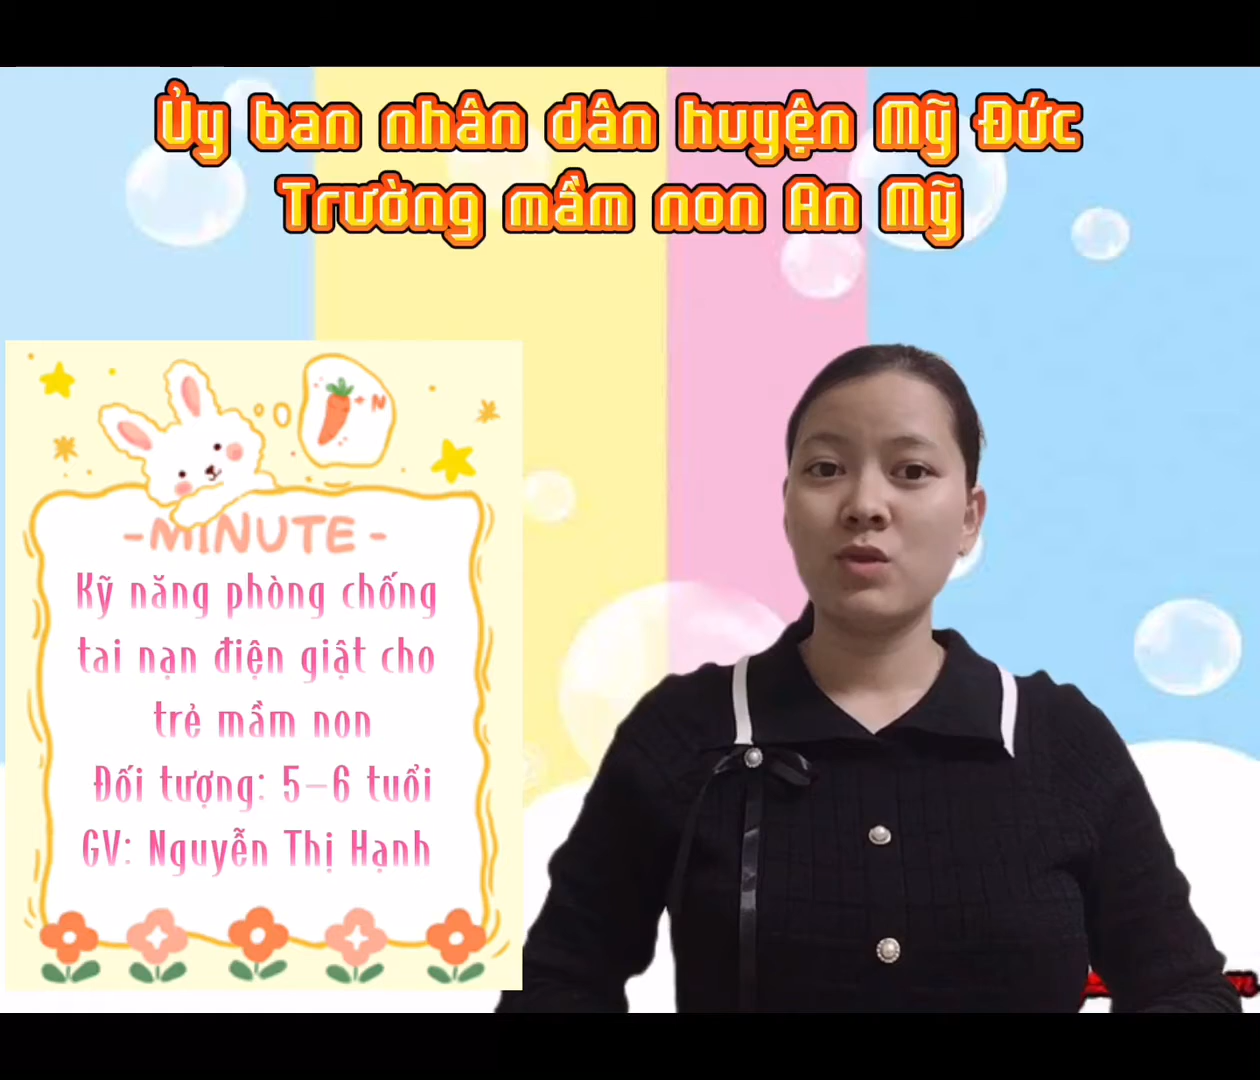 Ủy ban nhân dân huyện Mỹ Đức
Trường mầm non An Mỹ
N
-MINUTE-
Kỹ năng phòng chống
tai nạn điện giật cho
trẻ mầm non
Đối tượng: 5-6 tuổi
GV: Nguyễn Thị Hạnh